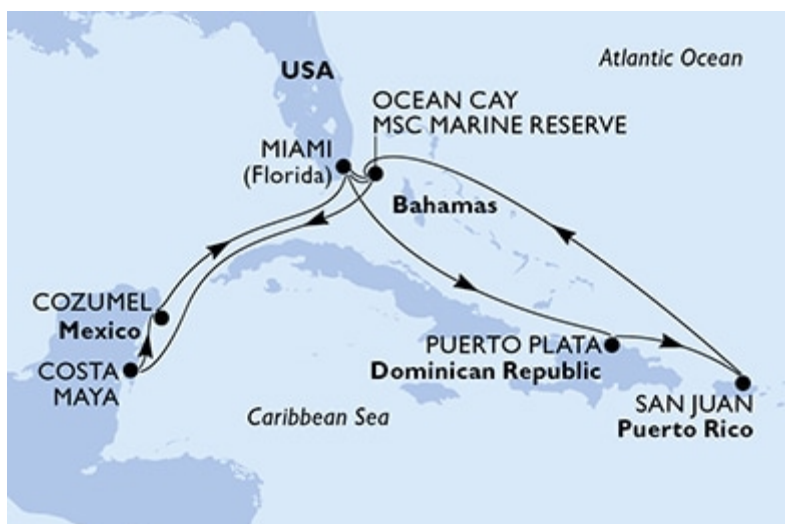 Atlantic Ocean
USA
OCEAN CAY
MSC MARINE RESERVE
MIAMI
(Florida)
Bahamas
COZUMEL
Mexico
COSTA
MAYA
PUERTO PLATA
Dominican Republic
SAN JUAN
Puerto Rico
Caribbean Sea